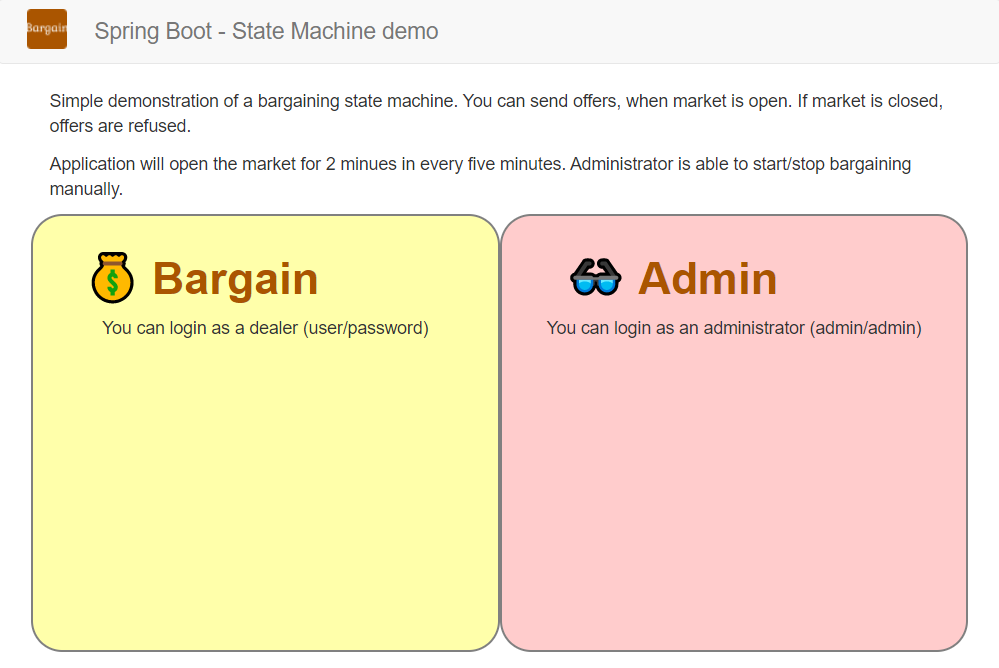 Bargain
Spring Boot - State Machine demo
Simple demonstration of a bargaining state machine. You can send offers, when market is open. If market is closed,
offers are refused.
Application will open the market for 2 minues in every five minutes. Administrator is able to start/stop bargaining
manually.
$ Bargain
Admin
You can login as a dealer (user/password)
You can login as an administrator (admin/admin)